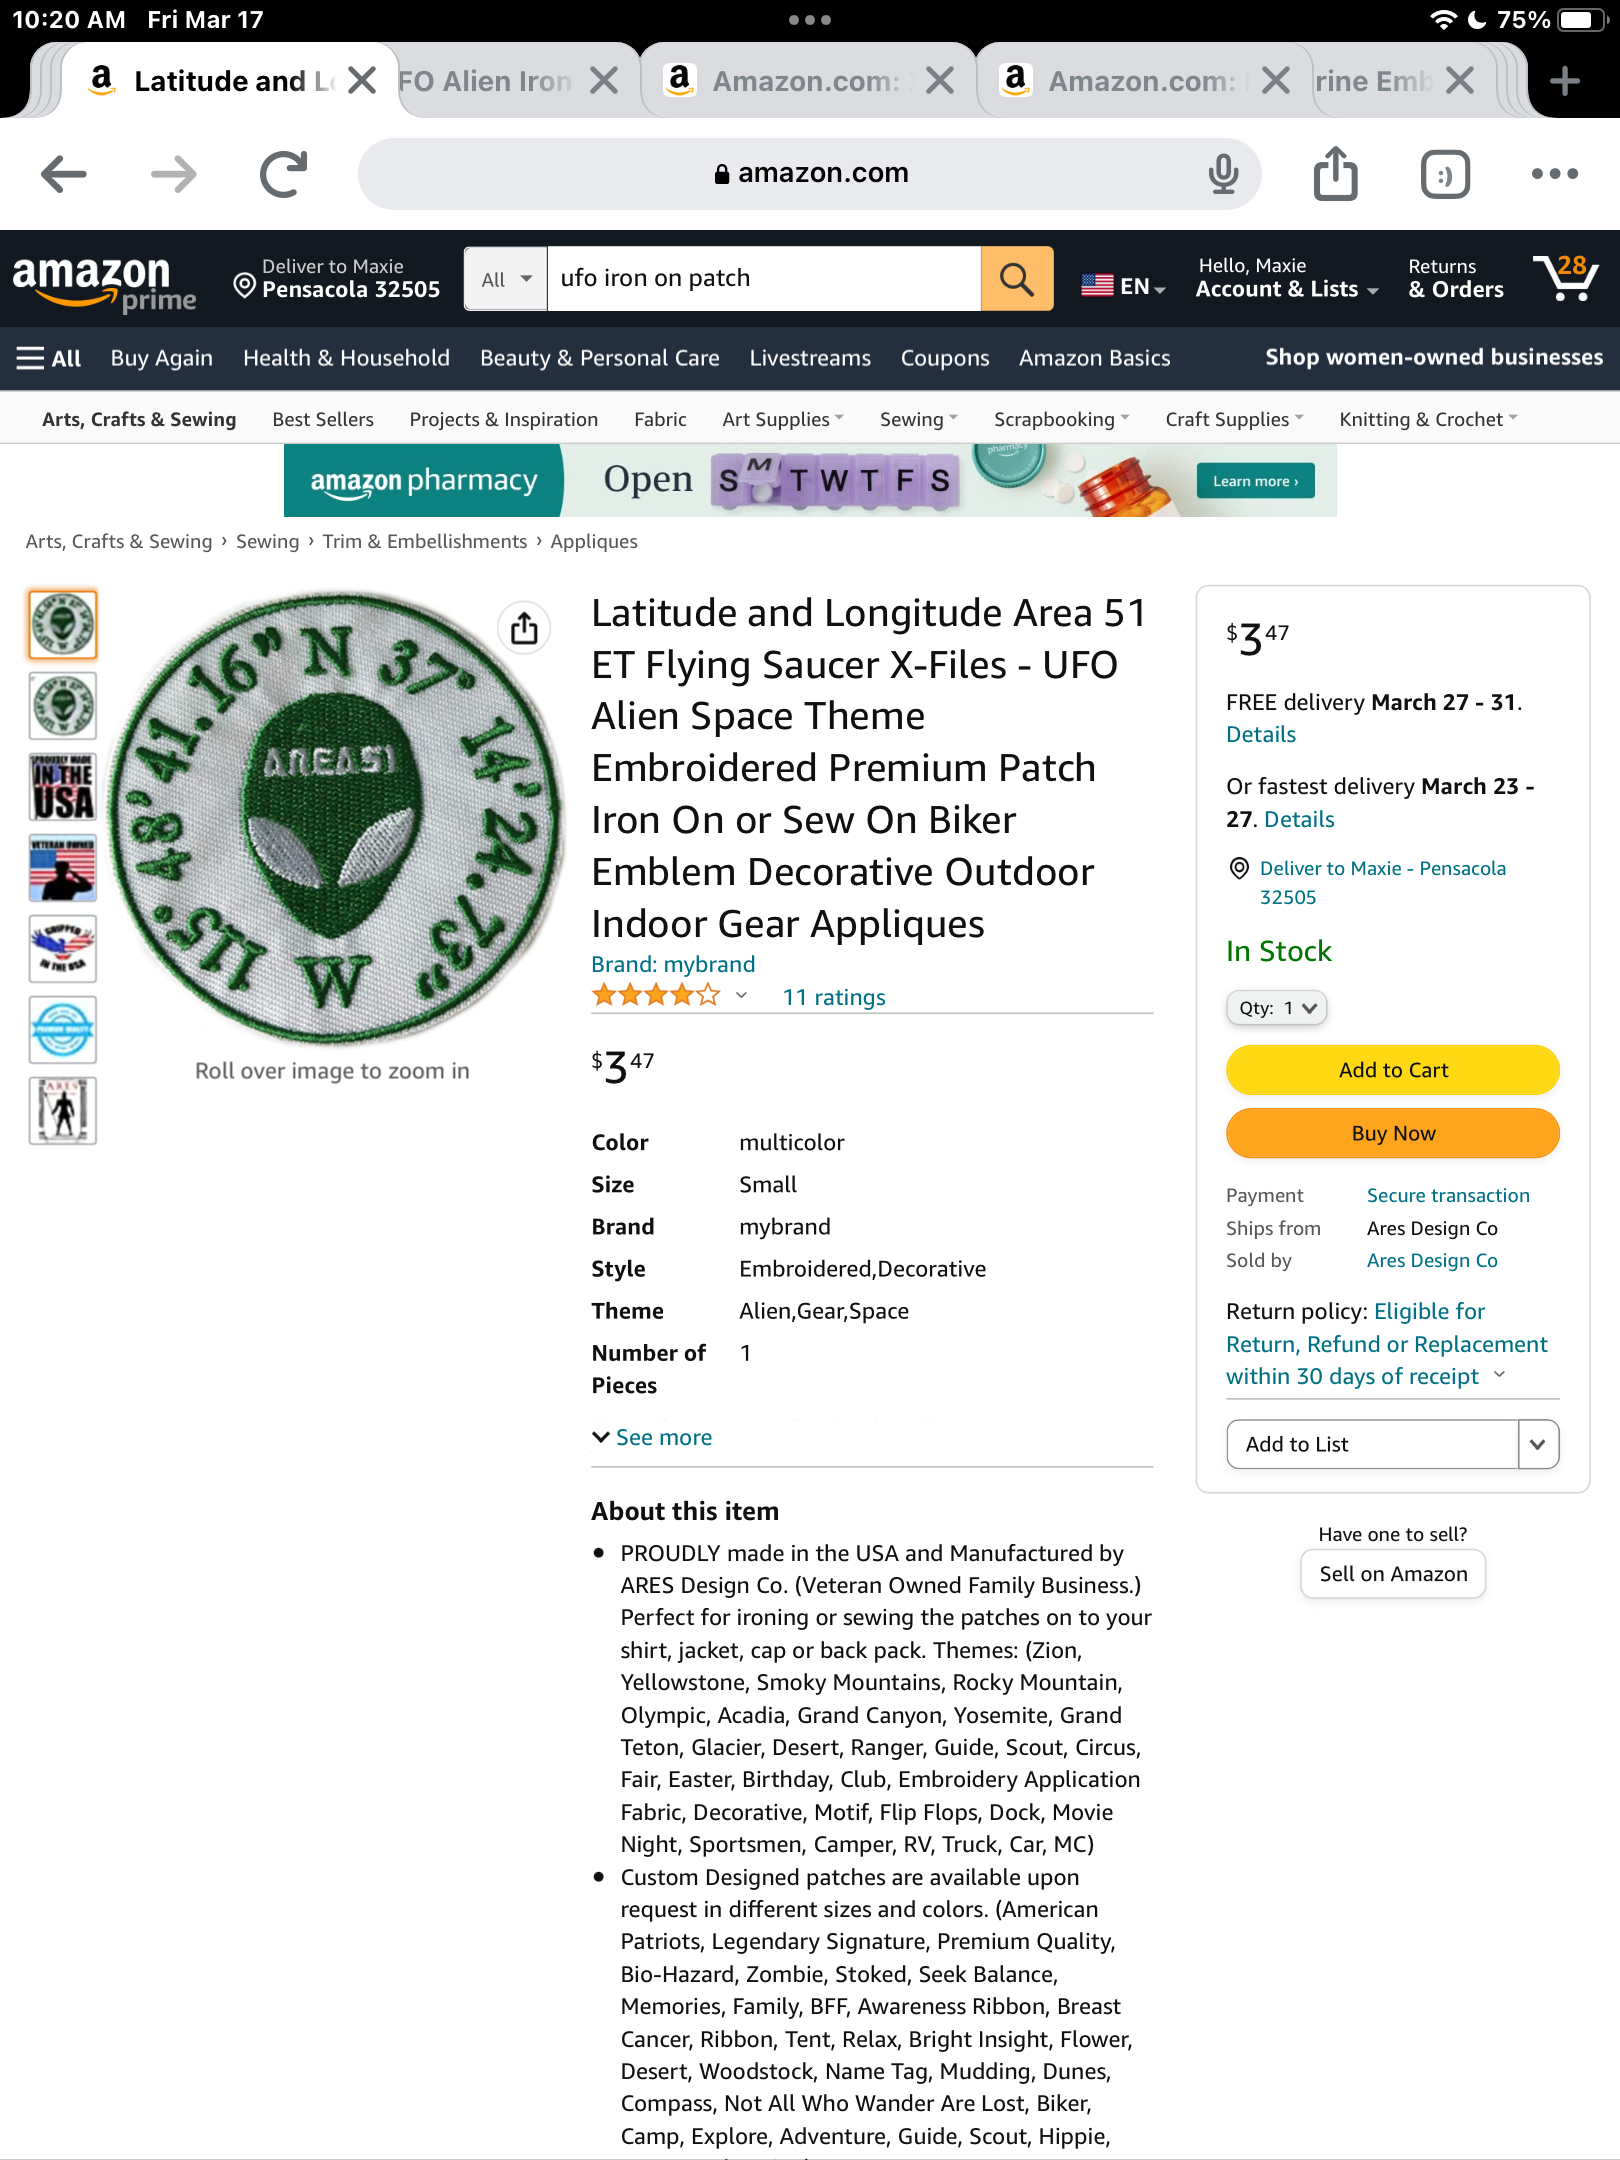 10:20 AM Fri Mar 17
75%
Latitude and L
FO Alien Iron
Amazon.com:
Amazon.com:
rine Emb
amazon.com
amazon prime
Deliver to Maxie
Pensacola 32505
All
ufo iron on patch
EN
Hello, Maxie
Account & Lists
Returns
& Orders
28
All Buy Again Health & Household Beauty & Personal Care Livestreams Coupons Amazon Basics Shop women-owned businesses
Arts, Crafts & Sewing Best Sellers Projects & Inspiration Fabric Art Supplies Sewing Scrapbooking Craft Supplies Knitting & Crochet
amazon pharmacy Open S M T W T F S pharmacy Learn more ›
Arts, Crafts & Sewing › Sewing › Trim & Embellishments › Appliques
PROUDLY MADE
IN THE
USA
VETERAN OWNED
SHIPPED
IN THE USA
PREMIUM QUALITY
ARES
48' 41.16" N 37° 14' 24.73" W 115°
AREA51
Roll over image to zoom in
Latitude and Longitude Area 51
ET Flying Saucer X-Files - UFO
Alien Space Theme
Embroidered Premium Patch
Iron On or Sew On Biker
Emblem Decorative Outdoor
Indoor Gear Appliques
Brand: mybrand
11 ratings
$3 47
Color multicolor
Size Small
Brand mybrand
Style Embroidered,Decorative
Theme Alien,Gear,Space
Number of 1
Pieces
See more
About this item
• PROUDLY made in the USA and Manufactured by
ARES Design Co. (Veteran Owned Family Business.)
Perfect for ironing or sewing the patches on to your
shirt, jacket, cap or back pack. Themes: (Zion,
Yellowstone, Smoky Mountains, Rocky Mountain,
Olympic, Acadia, Grand Canyon, Yosemite, Grand
Teton, Glacier, Desert, Ranger, Guide, Scout, Circus,
Fair, Easter, Birthday, Club, Embroidery Application
Fabric, Decorative, Motif, Flip Flops, Dock, Movie
Night, Sportsmen, Camper, RV, Truck, Car, MC)
• Custom Designed patches are available upon
request in different sizes and colors. (American
Patriots, Legendary Signature, Premium Quality,
Bio-Hazard, Zombie, Stoked, Seek Balance,
Memories, Family, BFF, Awareness Ribbon, Breast
Cancer, Ribbon, Tent, Relax, Bright Insight, Flower,
Desert, Woodstock, Name Tag, Mudding, Dunes,
Compass, Not All Who Wander Are Lost, Biker,
Camp, Explore, Adventure, Guide, Scout, Hippie,
$3 47
FREE delivery March 27 - 31.
Details
Or fastest delivery March 23 -
27. Details
Deliver to Maxie - Pensacola
32505
In Stock
Qty: 1
Add to Cart
Buy Now
Payment Secure transaction
Ships from Ares Design Co
Sold by Ares Design Co
Return policy: Eligible for
Return, Refund or Replacement
within 30 days of receipt
Add to List
Have one to sell?
Sell on Amazon